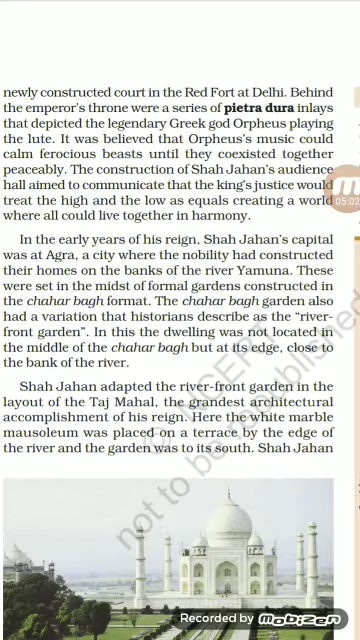 newly constructed court in the Red Fort at Delhi. Behind
the emperor's throne were a series of pietra dura inlays
that depicted the legendary Greek god Orpheus playing
the lute. It was believed that Orpheus's music could
calm ferocious beasts until they coexisted together
peaceably. The construction of Shah Jahan's audience
hall aimed to communicate that the king's justice would
treat the high and the low as equals creating a world
where all could live together in harmony.
In the early years of his reign, Shah Jahan's capital
was at Agra, a city where the nobility had constructed
their homes on the banks of the river Yamuna. These
were set in the midst of formal gardens constructed in
the chahar bagh format. The chahar bagh garden also
had a variation that historians describe as the "river-
front garden". In this the dwelling was not located in
the middle of the chahar bagh but at its edge, close to
the bank of the river.
Shah Jahan adapted the river-front garden in the
layout of the Taj Mahal, the grandest architectural
accomplishment of his reign. Here the white marble
mausoleum was placed on a terrace by the edge of
the river and the garden was to its south. Shah Jahan
05:02
© NCERT
not to be republished
Recorded by mobizen